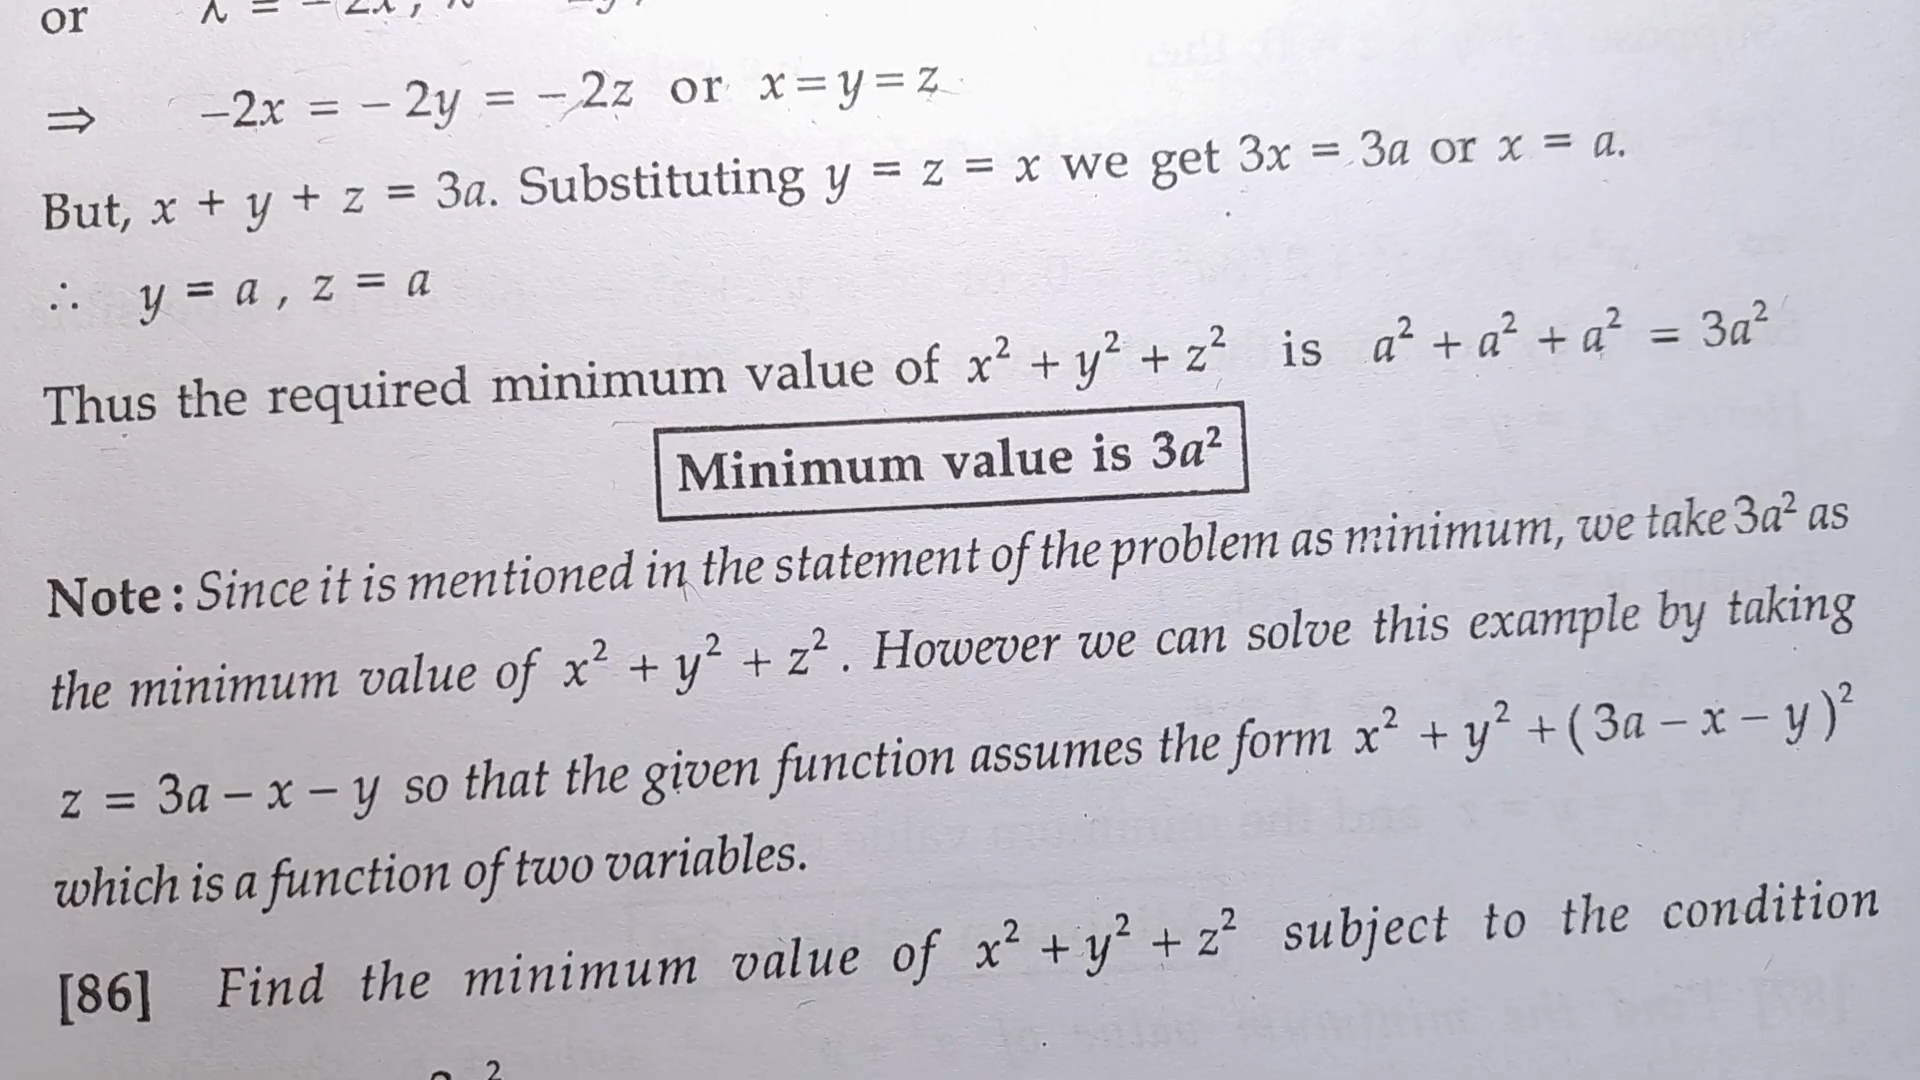 or λ = – 2x,
⇒ –2x = – 2y = – 2z or x = y = z
But, x + y + z = 3a. Substituting y = z = x we get 3x = 3a or x = a.
∴ y = a , z = a
Thus the required minimum value of x² + y² + z² is a² + a² + a² = 3a²
Minimum value is 3a²
Note : Since it is mentioned in the statement of the problem as minimum, we take 3a² as
the minimum value of x² + y² + z². However we can solve this example by taking
z = 3a – x – y so that the given function assumes the form x² + y² + ( 3a – x – y )²
which is a function of two variables.
[86] Find the minimum value of x² + y² + z² subject to the condition